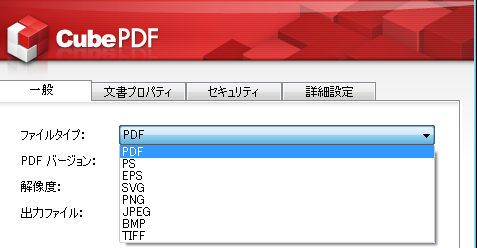 CubePDF
一般 文書プロパティ セキュリティ 詳細設定
ファイルタイプ: PDF
PDF
PDF バージョン:
PS
EPS
解像度:
SVG
PNG
出力ファイル:
JPEG
BMP
TIFF